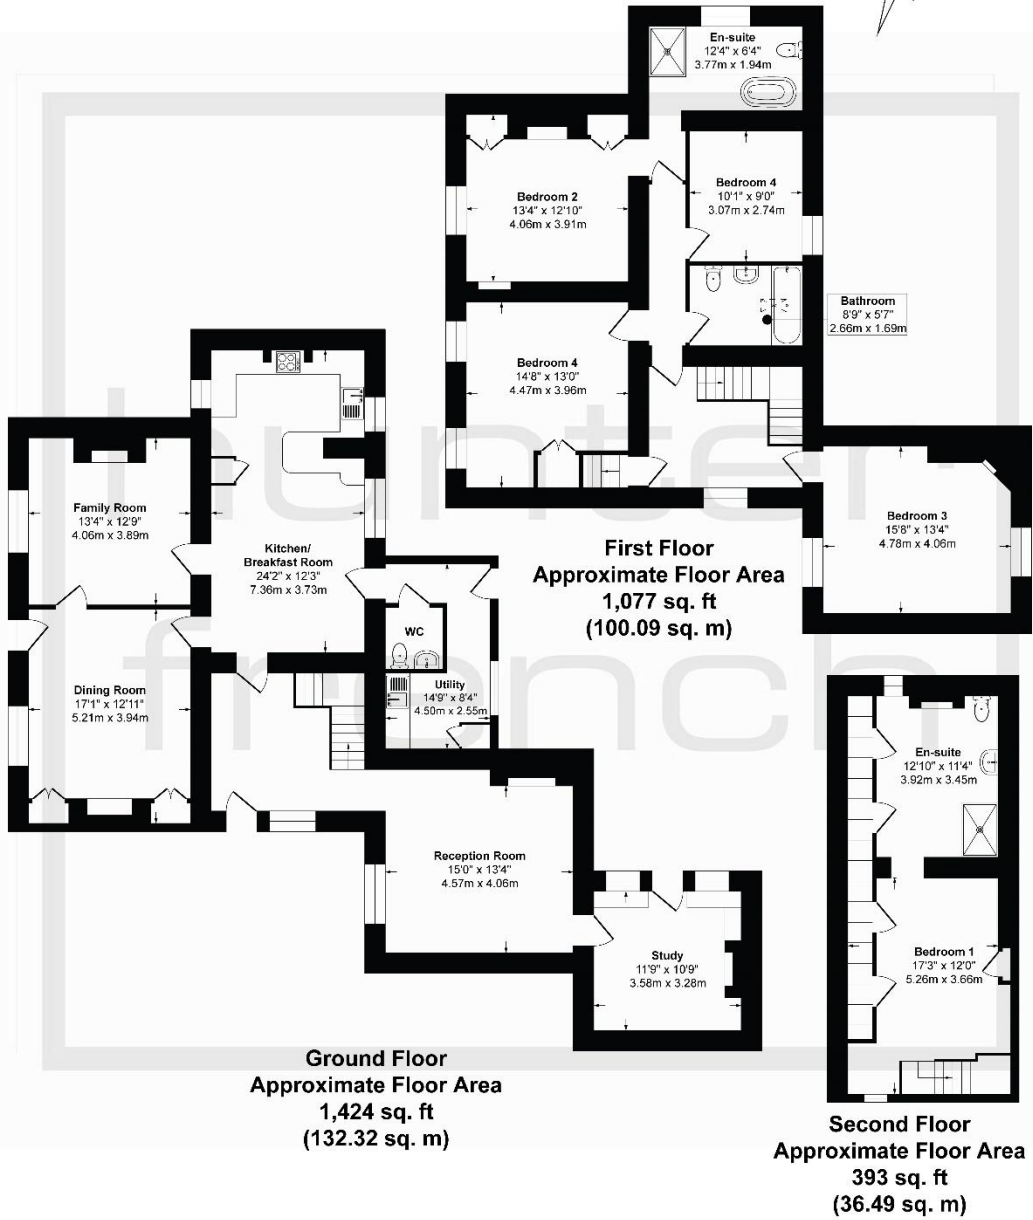 En-suite
12'4" x 6'4"
3.77m x 1.94m
Bedroom 2
13'4" x 12'10"
4.06m x 3.91m
Bedroom 4
10'1" x 9'0"
3.07m x 2.74m
Bathroom
8'9" x 5'7"
2.66m x 1.69m
Bedroom 4
14'8" x 13'0"
4.47m x 3.96m
Bedroom 3
15'8" x 13'4"
4.78m x 4.06m
First Floor
Approximate Floor Area
1,077 sq. ft
(100.09 sq. m)
hunter
french
Family Room
13'4" x 12'9"
4.06m x 3.89m
Kitchen/
Breakfast Room
24'2" x 12'3"
7.36m x 3.73m
WC
Utility
14'9" x 8'4"
4.50m x 2.55m
Dining Room
17'1" x 12'11"
5.21m x 3.94m
Reception Room
15'0" x 13'4"
4.57m x 4.06m
Study
11'9" x 10'9"
3.58m x 3.28m
Ground Floor
Approximate Floor Area
1,424 sq. ft
(132.32 sq. m)
En-suite
12'10" x 11'4"
3.92m x 3.45m
Bedroom 1
17'3" x 12'0"
5.26m x 3.66m
Second Floor
Approximate Floor Area
393 sq. ft
(36.49 sq. m)